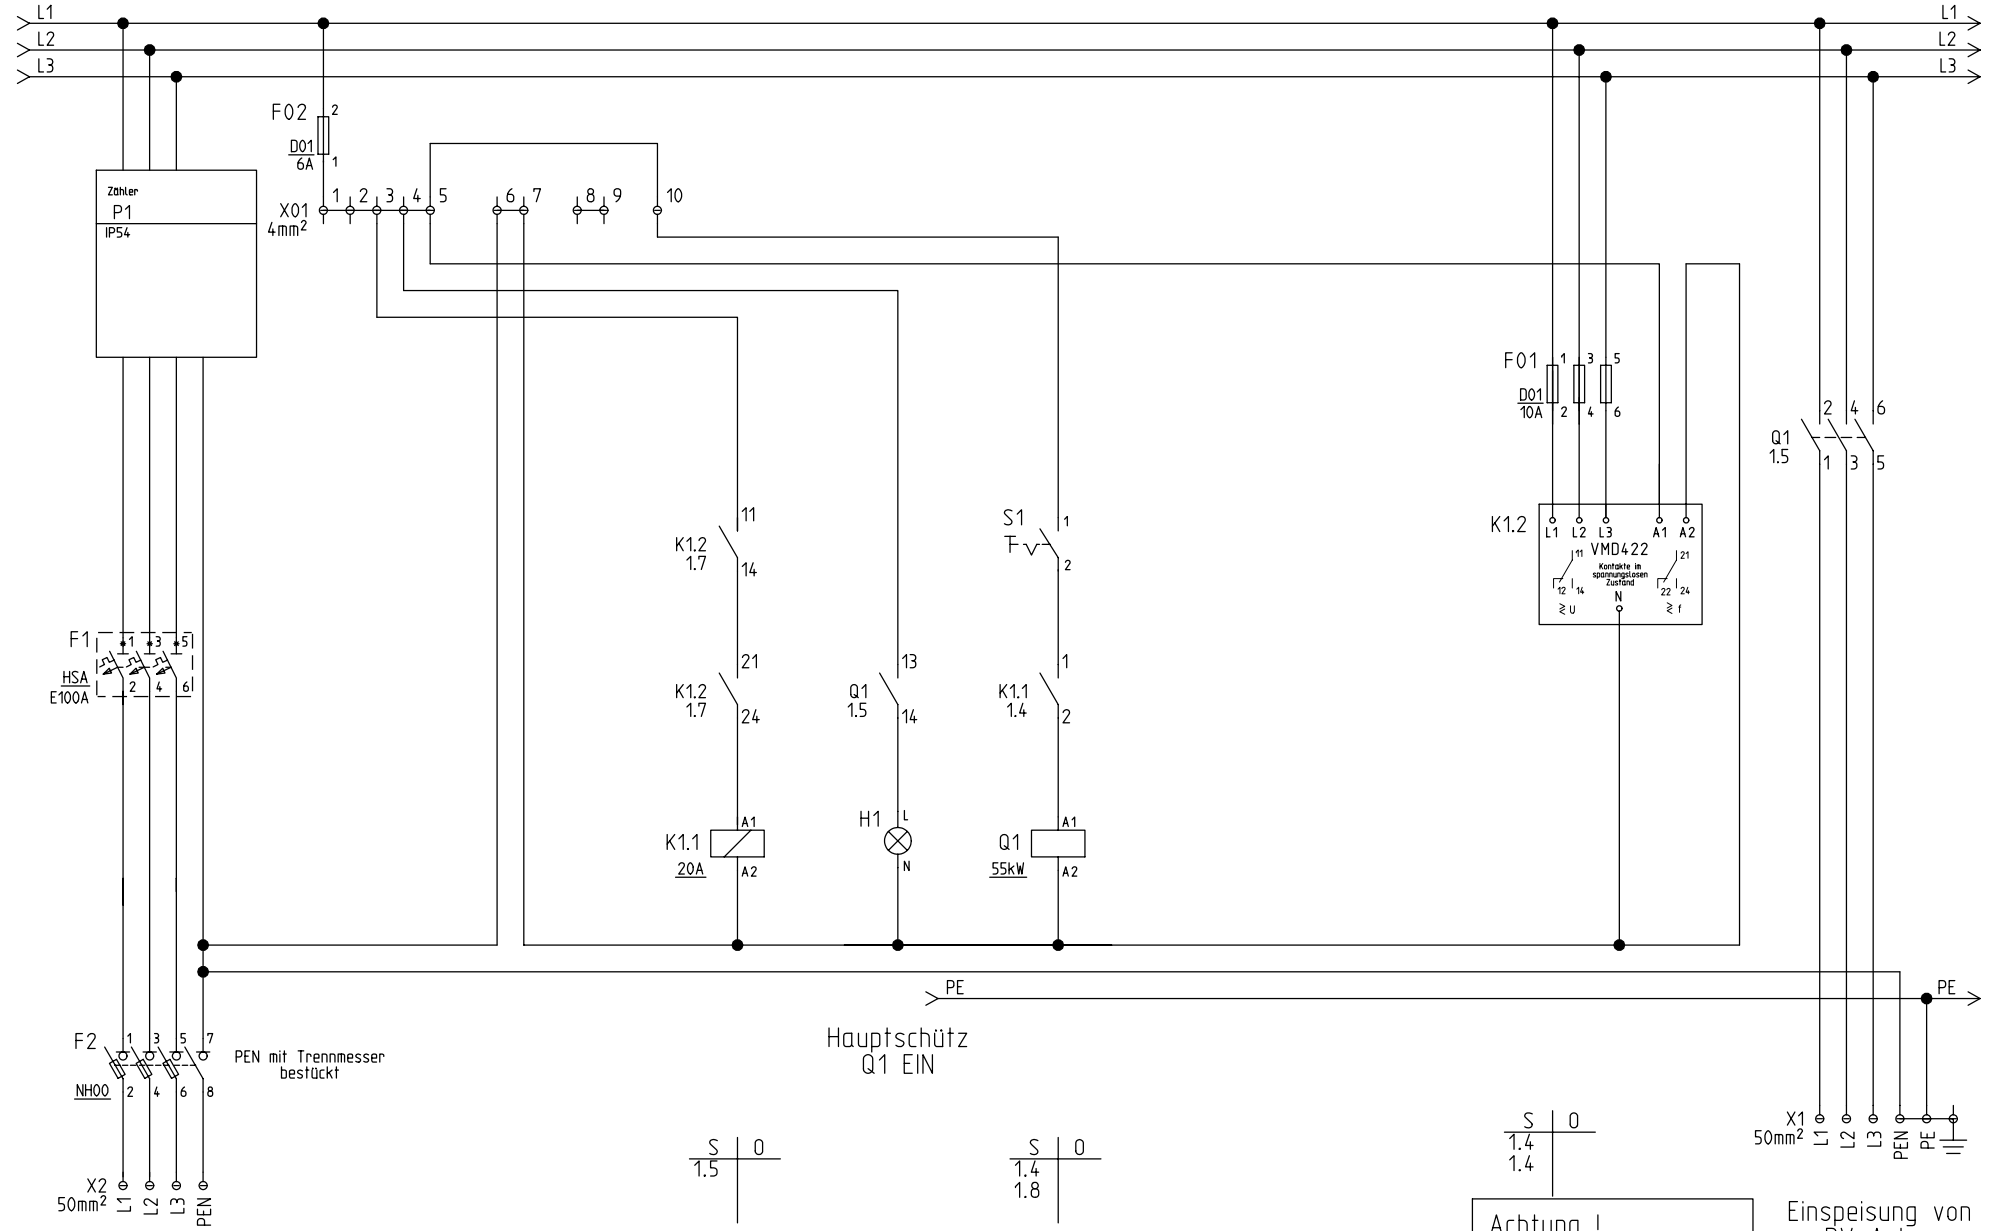 L1 L1
L2 L2
L3 L3
F02 2
D01
6A 1
Zähler
P1
IP54
X01 1 2 3 4 5 6 7 8 9 10
4mm²
F01 1 3 5
D01
10A 2 4 6
Q1 2 4 6
1.5 1 3 5
K1.2 11
1.7 14
S1 1
2
K1.2 L1 L2 L3 A1 A2
VMD422
11 Kontakte im 21
spannungslosen
Zustand
12 14 22 24
N
≷ U ≷ f
F1 1 3 5
HSA 2 4 6
E100A
K1.2 21
1.7 24
Q1 13
1.5 14
K1.1 1
1.4 2
K1.1 A1
20A A2
H1 L
N
Q1 A1
55kW A2
PE PE
F2 1 3 5 7
NH00 2 4 6 8
PEN mit Trennmesser
bestückt
Hauptschütz
Q1 EIN
S Ö
1.5
S Ö
1.4
1.8
S Ö
1.4
1.4
X1 L1 L2 L3 PEN PE
50mm²
X2 L1 L2 L3 PEN
50mm²
Achtung !
Einspeisung von